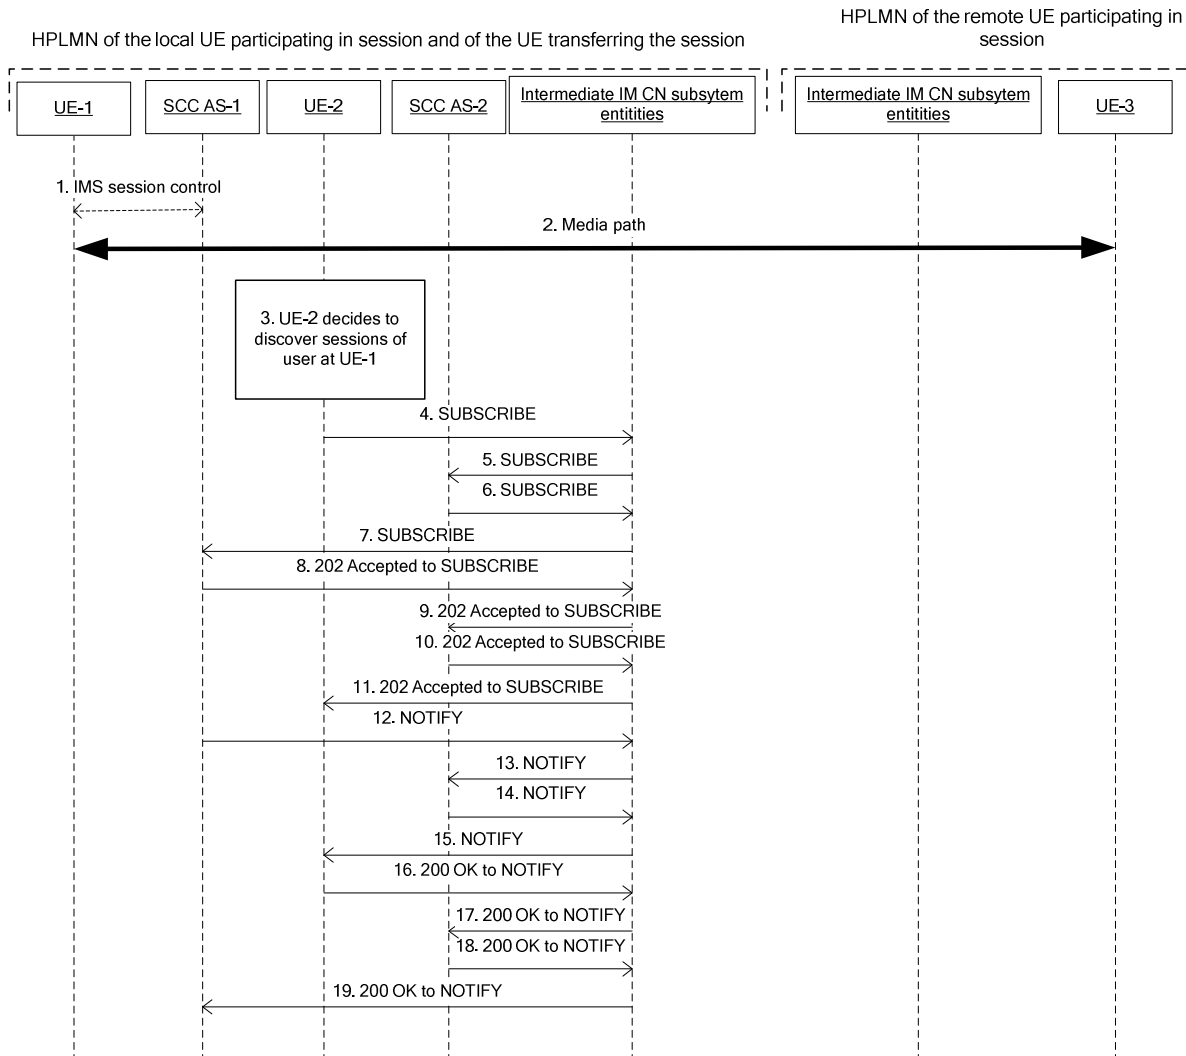 HPLMN of the remote UE participating in
session
HPLMN of the local UE participating in session and of the UE transferring the session
UE-1
SCC AS-1
UE-2
SCC AS-2
Intermediate IM CN subsytem
entitities
Intermediate IM CN subsytem
entitities
UE-3
1. IMS session control
2. Media path
3. UE-2 decides to
discover sessions of
user at UE-1
4. SUBSCRIBE
5. SUBSCRIBE
6. SUBSCRIBE
7. SUBSCRIBE
8. 202 Accepted to SUBSCRIBE
9. 202 Accepted to SUBSCRIBE
10. 202 Accepted to SUBSCRIBE
11. 202 Accepted to SUBSCRIBE
12. NOTIFY
13. NOTIFY
14. NOTIFY
15. NOTIFY
16. 200 OK to NOTIFY
17. 200 OK to NOTIFY
18. 200 OK to NOTIFY
19. 200 OK to NOTIFY